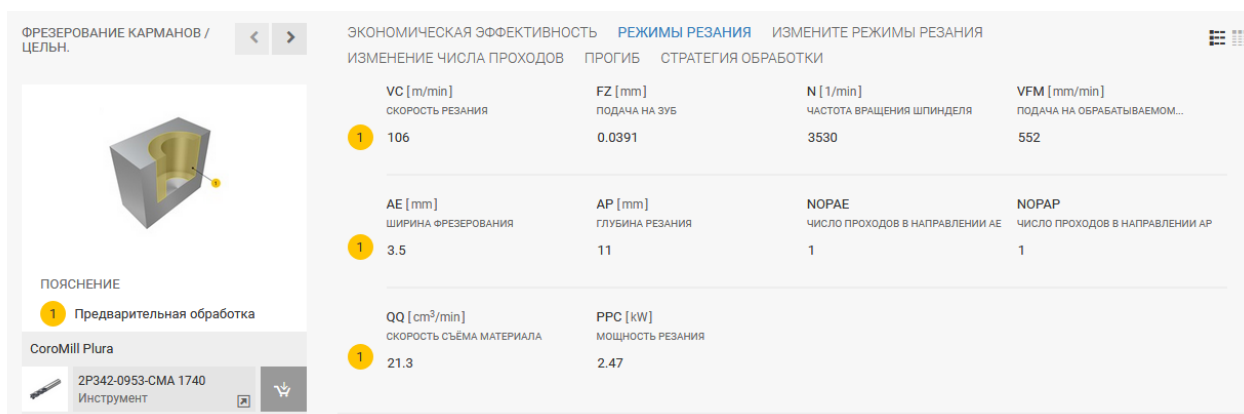 ФРЕЗЕРОВАНИЕ КАРМАНОВ /
ЦЕЛЬН.
ЭКОНОМИЧЕСКАЯ ЭФФЕКТИВНОСТЬ РЕЖИМЫ РЕЗАНИЯ ИЗМЕНИТЕ РЕЖИМЫ РЕЗАНИЯ
ИЗМЕНЕНИЕ ЧИСЛА ПРОХОДОВ ПРОГИБ СТРАТЕГИЯ ОБРАБОТКИ
1
ПОЯСНЕНИЕ
1 Предварительная обработка
CoroMill Plura
2P342-0953-CMA 1740
Инструмент
VC [m/min] FZ [mm] N [1/min] VFM [mm/min]
СКОРОСТЬ РЕЗАНИЯ ПОДАЧА НА ЗУБ ЧАСТОТА ВРАЩЕНИЯ ШПИНДЕЛЯ ПОДАЧА НА ОБРАБАТЫВАЕМОМ...
1 106 0.0391 3530 552
AE [mm] AP [mm] NOPAE NOPAP
ШИРИНА ФРЕЗЕРОВАНИЯ ГЛУБИНА РЕЗАНИЯ ЧИСЛО ПРОХОДОВ В НАПРАВЛЕНИИ AE ЧИСЛО ПРОХОДОВ В НАПРАВЛЕНИИ AP
1 3.5 11 1 1
QQ [cm³/min] PPC [kW]
СКОРОСТЬ СЪЁМА МАТЕРИАЛА МОЩНОСТЬ РЕЗАНИЯ
1 21.3 2.47